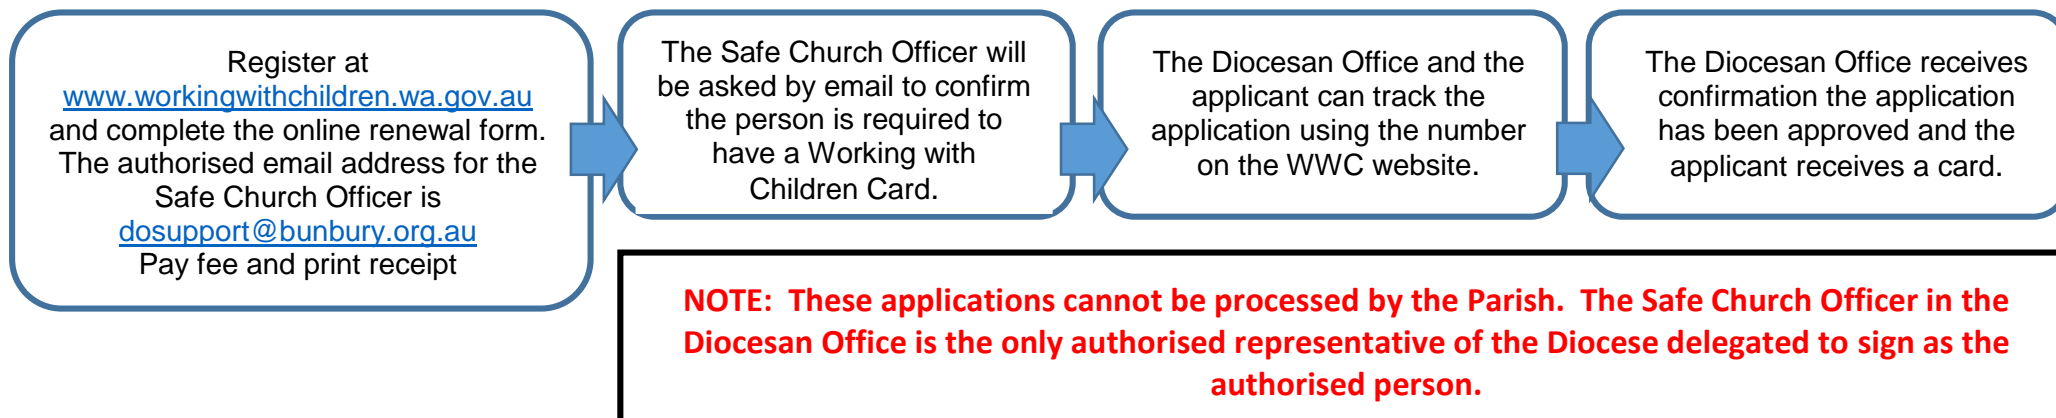 Register at
www.workingwithchildren.wa.gov.au
and complete the online renewal form.
The authorised email address for the
Safe Church Officer is
dosupport@bunbury.org.au
Pay fee and print receipt
The Safe Church Officer will
be asked by email to confirm
the person is required to
have a Working with
Children Card.
The Diocesan Office and the
applicant can track the
application using the number
on the WWC website.
The Diocesan Office receives
confirmation the application
has been approved and the
applicant receives a card.
NOTE:  These applications cannot be processed by the Parish.  The Safe Church Officer in the
Diocesan Office is the only authorised representative of the Diocese delegated to sign as the
authorised person.